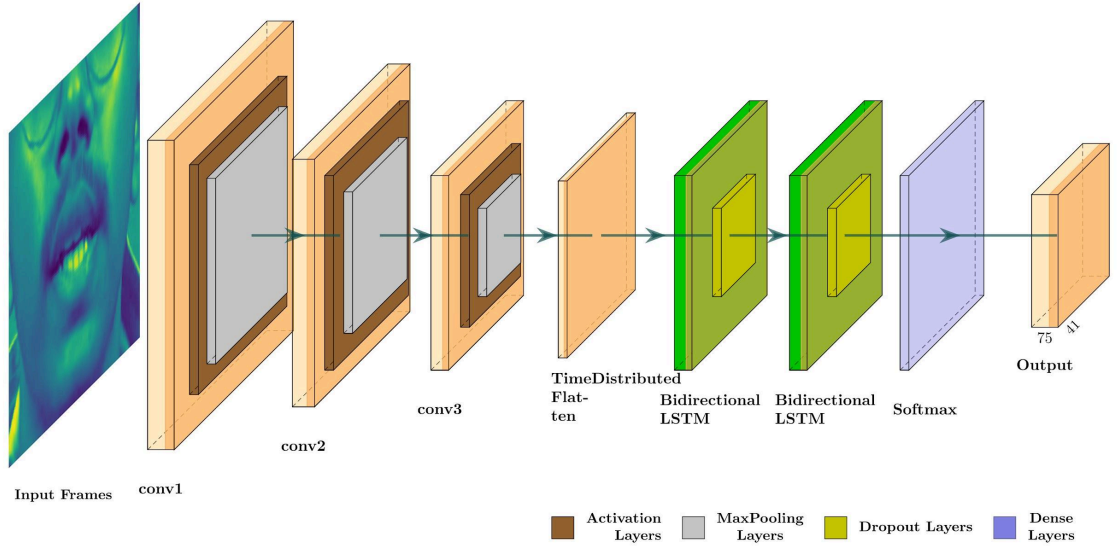 Input Frames
conv1
conv2
conv3
TimeDistributed
Flat-
ten
Bidirectional
LSTM
Bidirectional
LSTM
Softmax
75
41
Output
Activation
Layers
MaxPooling
Layers
Dropout Layers
Dense
Layers